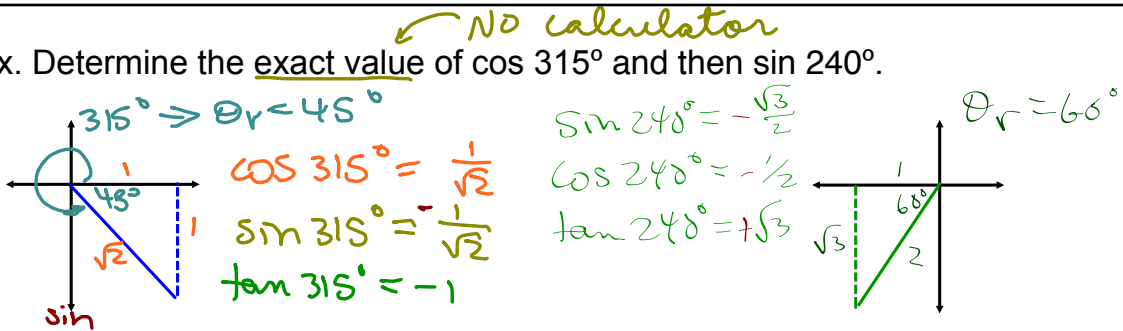 NO calculator
x. Determine the exact value of cos 315º and then sin 240º.
315° ⇒ θr = 45°
cos 315° = 1/√2
sin 315° = -1/√2
tan 315° = -1
1
45°
1
√2
sin
sin 240° = -√3/2
cos 240° = -1/2
tan 240° = +√3
θr = 60°
1
60°
√3
2